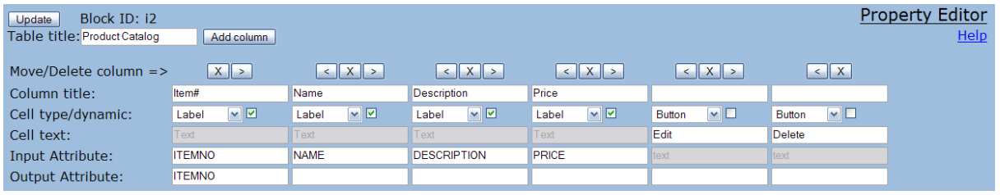 Update Block ID: i2 Property Editor
Table title: Product Catalog Add column Help
Move/Delete column => X > < X > < X > < X > < X > < X
Column title: Item# Name Description Price
Cell type/dynamic: Label Label Label Label Button Button
Cell text: Text Text Text Text Edit Delete
Input Attribute: ITEMNO NAME DESCRIPTION PRICE text text
Output Attribute: ITEMNO